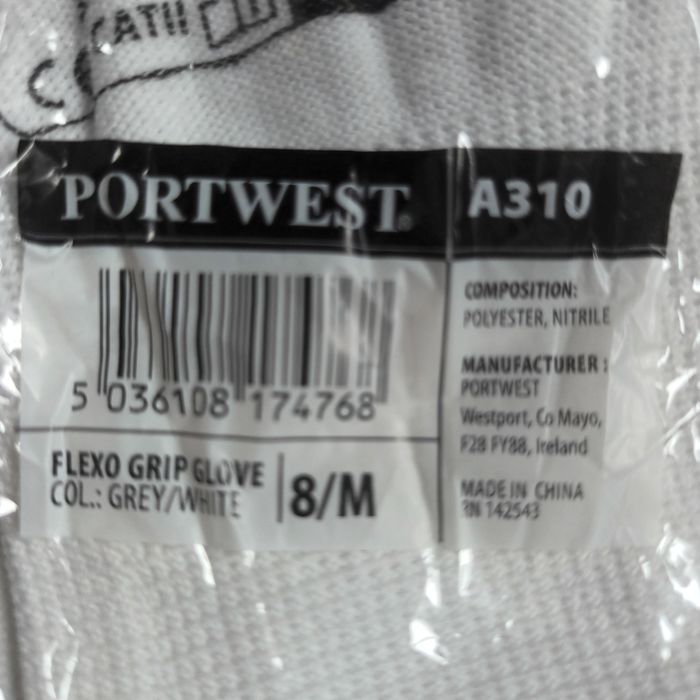 CATII
PORTWEST®
A310
5 036108 174768
FLEXO GRIP GLOVE
COL.: GREY/WHITE
8/M
COMPOSITION:
POLYESTER, NITRILE
MANUFACTURER :
PORTWEST
Westport, Co Mayo,
F28 FY88, Ireland
MADE IN CHINA
RN 142543